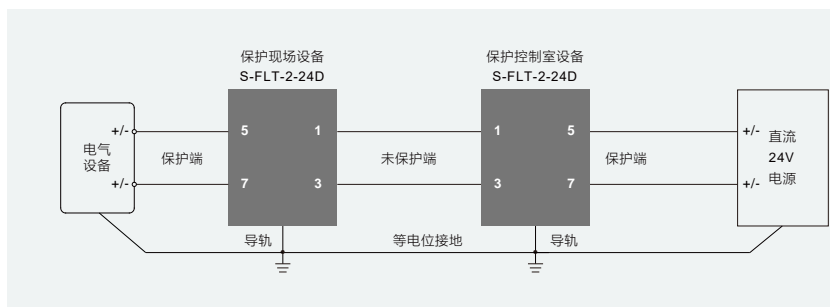 保护现场设备
S-FLT-2-24D
保护控制室设备
S-FLT-2-24D
电气
设备
+/-
+/-
保护端
5
1
7
3
未保护端
1
5
3
7
保护端
+/-
+/-
直流
24V
电源
导轨
等电位接地
导轨